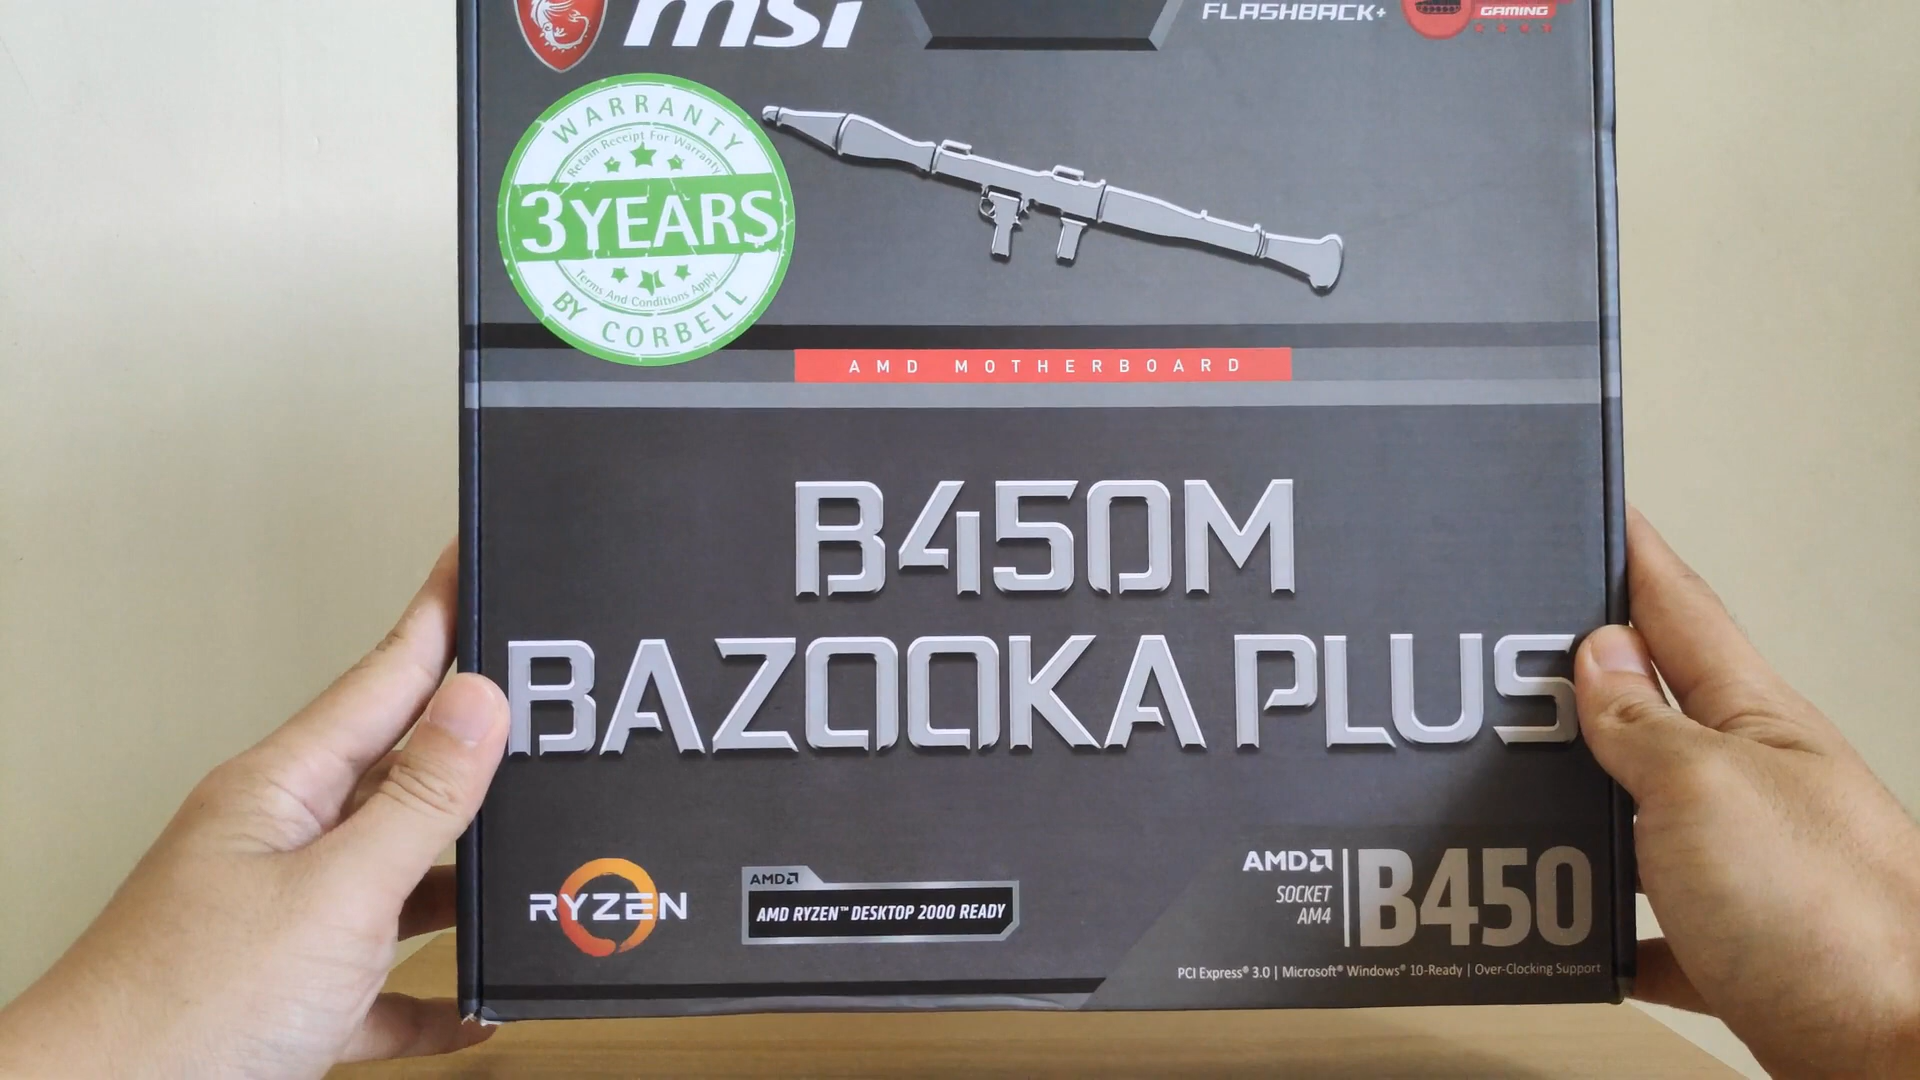 msi
FLASHBACK+
GAMING
WARRANTY
Retain Receipt For Warranty
3 YEARS
Terms And Conditions Apply
BY CORBELL
AMD MOTHERBOARD
B450M
BAZOOKA PLUS
RYZEN
AMD
AMD RYZEN™ DESKTOP 2000 READY
AMD
SOCKET
AM4
B450
PCI Express® 3.0 | Microsoft® Windows® 10-Ready | Over-Clocking Support